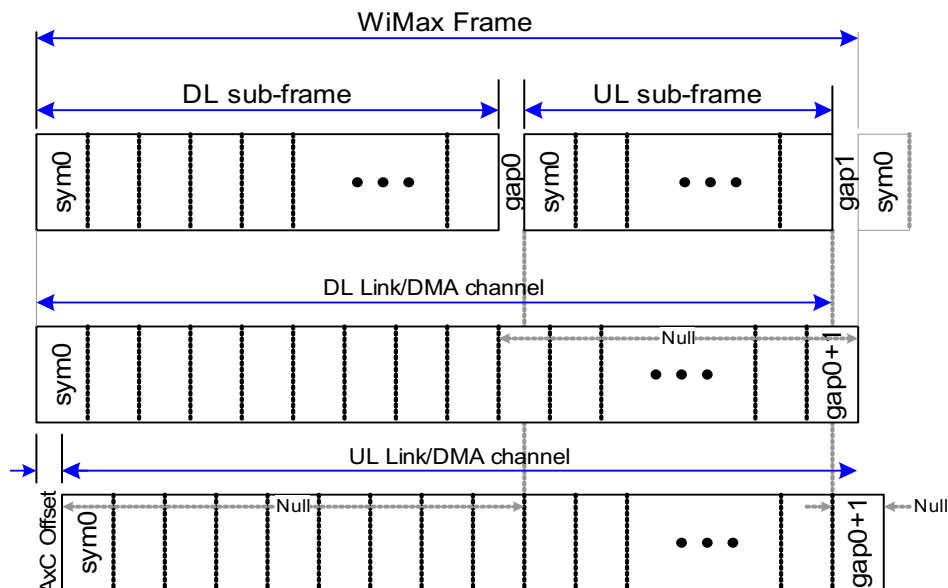 WiMax Frame
DL sub-frame
UL sub-frame
sym0
gap0
sym0
gap1
sym0
DL Link/DMA channel
sym0
Null
gap0+1
UL Link/DMA channel
AxC Offset
sym0
Null
gap0+1
Null